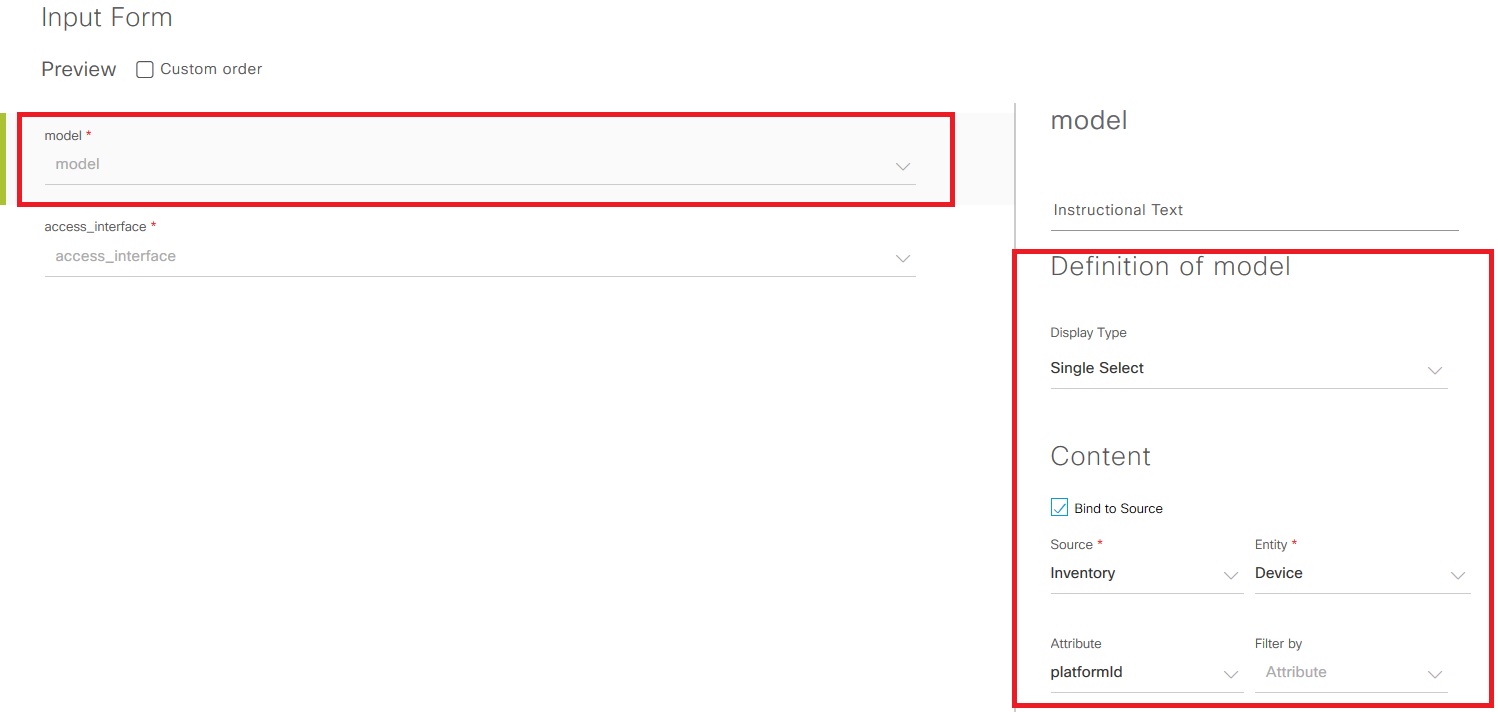 Input Form
Preview Custom order
model *
model
access_interface *
access_interface
model
Instructional Text
Definition of model
Display Type
Single Select
Content
Bind to Source
Source * Entity *
Inventory Device
Attribute Filter by
platformId Attribute